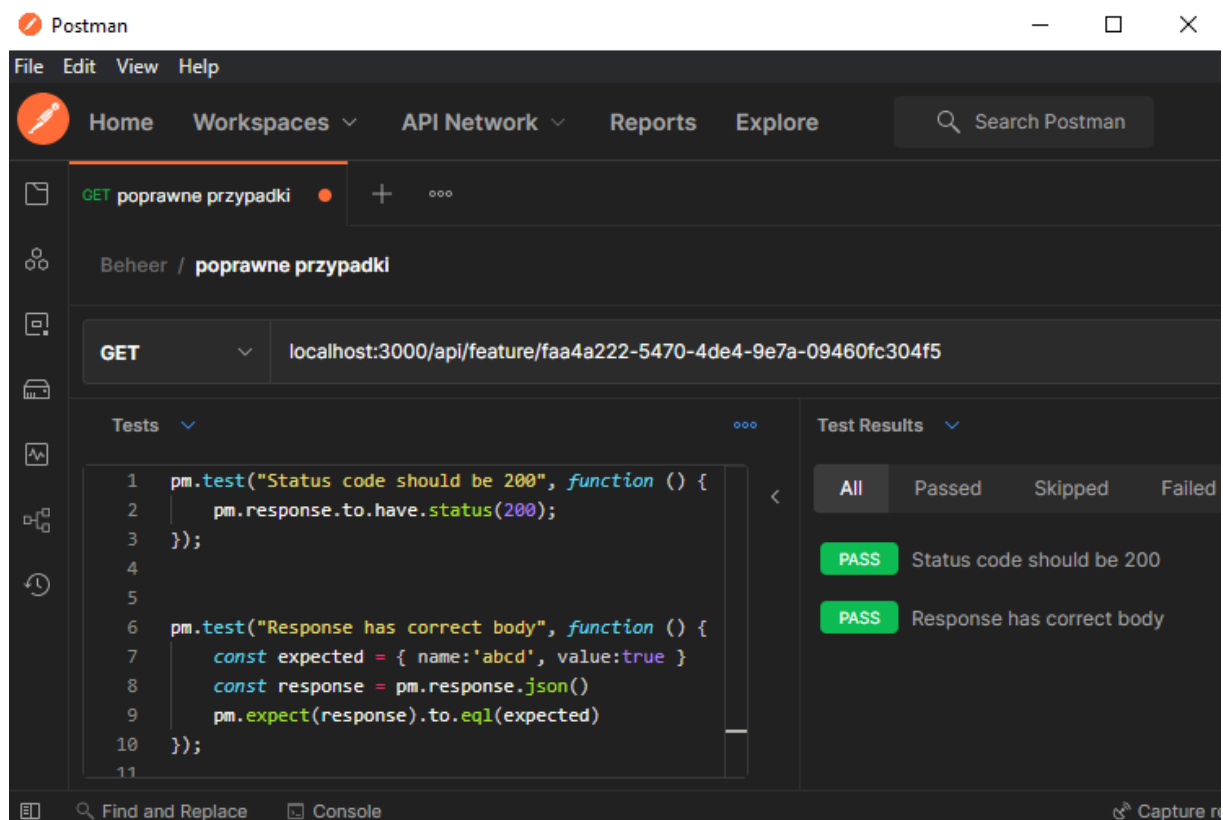 Postman
File Edit View Help
Home Workspaces API Network Reports Explore Search Postman
GET poprawne przypadki
Beheer / poprawne przypadki
GET localhost:3000/api/feature/faa4a222-5470-4de4-9e7a-09460fc304f5
Tests Test Results
All Passed Skipped Failed
1 pm.test("Status code should be 200", function () {
2 pm.response.to.have.status(200);
3 });
4
5
6 pm.test("Response has correct body", function () {
7 const expected = { name:'abcd', value:true }
8 const response = pm.response.json()
9 pm.expect(response).to.eql(expected)
10 });
11
PASS Status code should be 200
PASS Response has correct body
Find and Replace Console Capture re